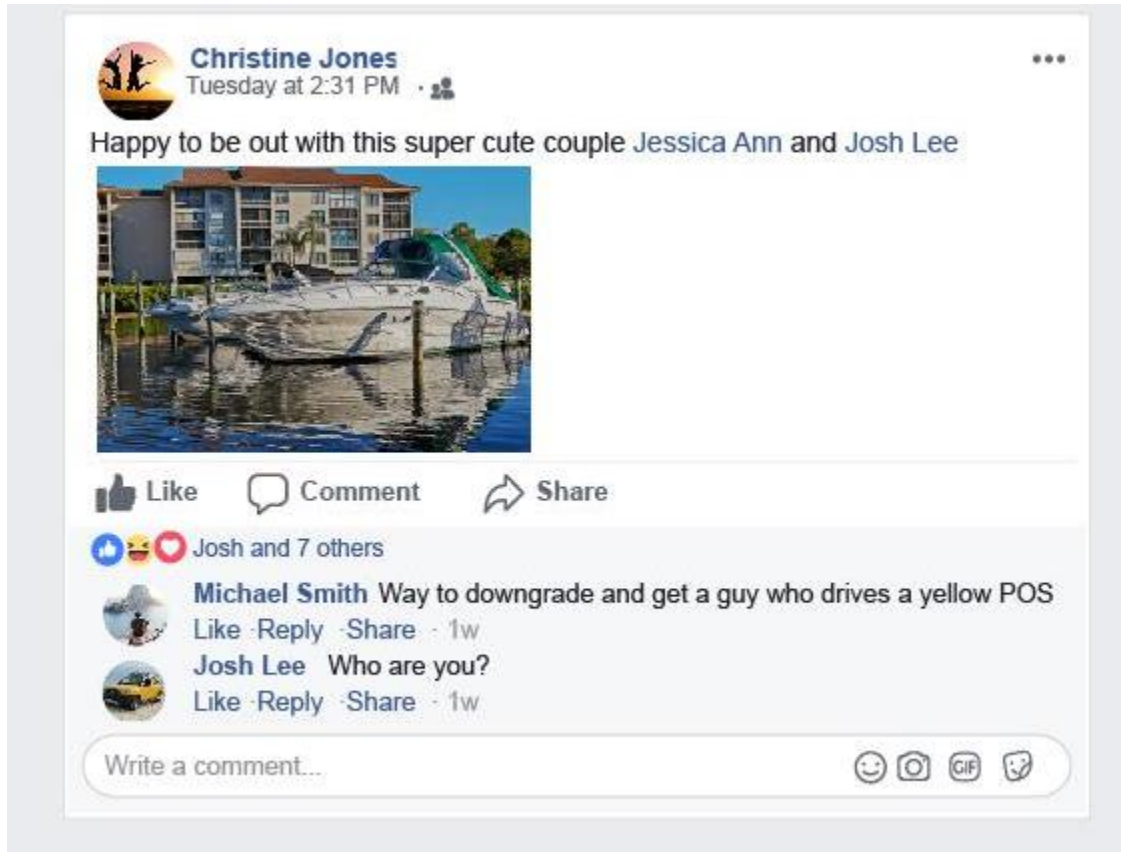 Christine Jones
Tuesday at 2:31 PM ·
Happy to be out with this super cute couple Jessica Ann and Josh Lee
Like Comment Share
Josh and 7 others
Michael Smith Way to downgrade and get a guy who drives a yellow POS
Like · Reply · Share · 1w
Josh Lee Who are you?
Like · Reply · Share · 1w
Write a comment... GIF